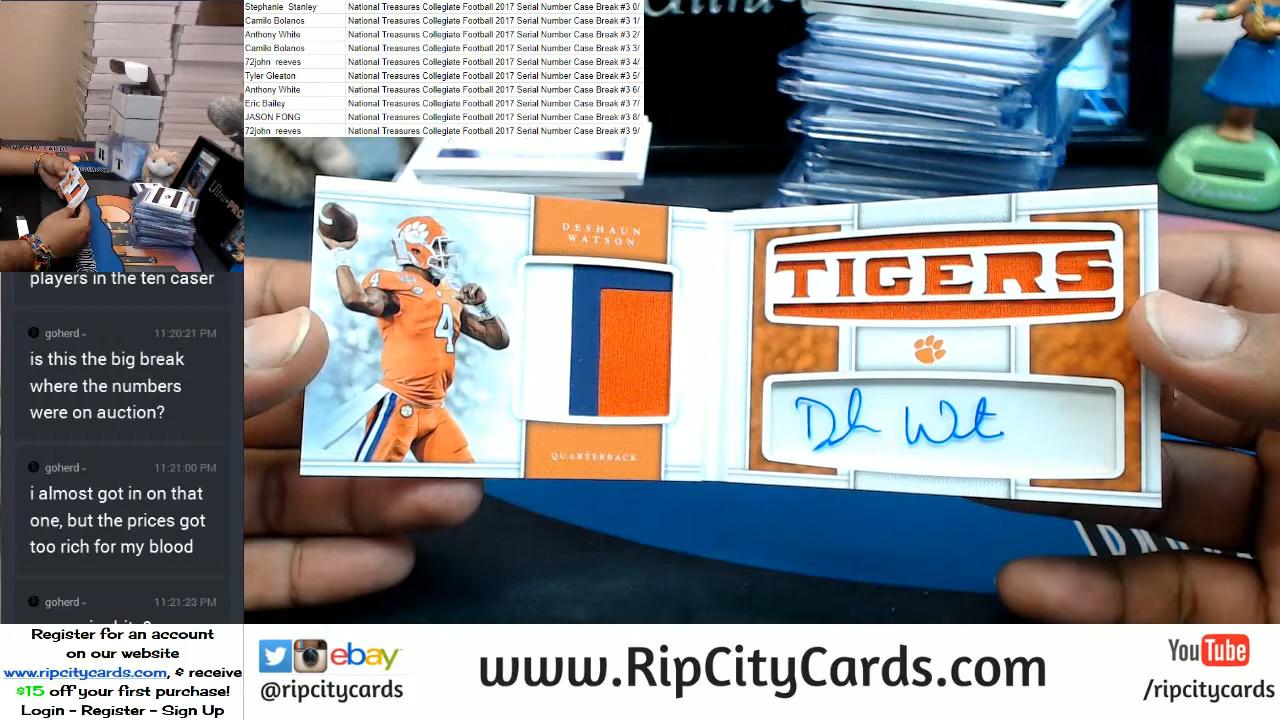 Stephanie Stanley National Treasures Collegiate Football 2017 Serial Number Case Break #3 0/
Camilo Bolanos National Treasures Collegiate Football 2017 Serial Number Case Break #3 1/
Anthony White National Treasures Collegiate Football 2017 Serial Number Case Break #3 2/
Camilo Bolanos National Treasures Collegiate Football 2017 Serial Number Case Break #3 3/
72john reeves National Treasures Collegiate Football 2017 Serial Number Case Break #3 4/
Tyler Gleaton National Treasures Collegiate Football 2017 Serial Number Case Break #3 5/
Anthony White National Treasures Collegiate Football 2017 Serial Number Case Break #3 6/
Eric Bailey National Treasures Collegiate Football 2017 Serial Number Case Break #3 7/
JASON FONG National Treasures Collegiate Football 2017 Serial Number Case Break #3 8/
72john reeves National Treasures Collegiate Football 2017 Serial Number Case Break #3 9/
players in the ten caser
goherd - 11:20:21 PM
is this the big break
where the numbers
were on auction?
goherd - 11:21:00 PM
i almost got in on that
one, but the prices got
too rich for my blood
goherd - 11:21:23 PM
DESHAUN
WATSON
4
4
QUARTERBACK
TIGERS
Register for an account
on our website
www.ripcitycards.com, & receive
$15 off your first purchase!
Login - Register - Sign Up
ebay
@ripcitycards
www.RipCityCards.com
YouTube
/ripcitycards